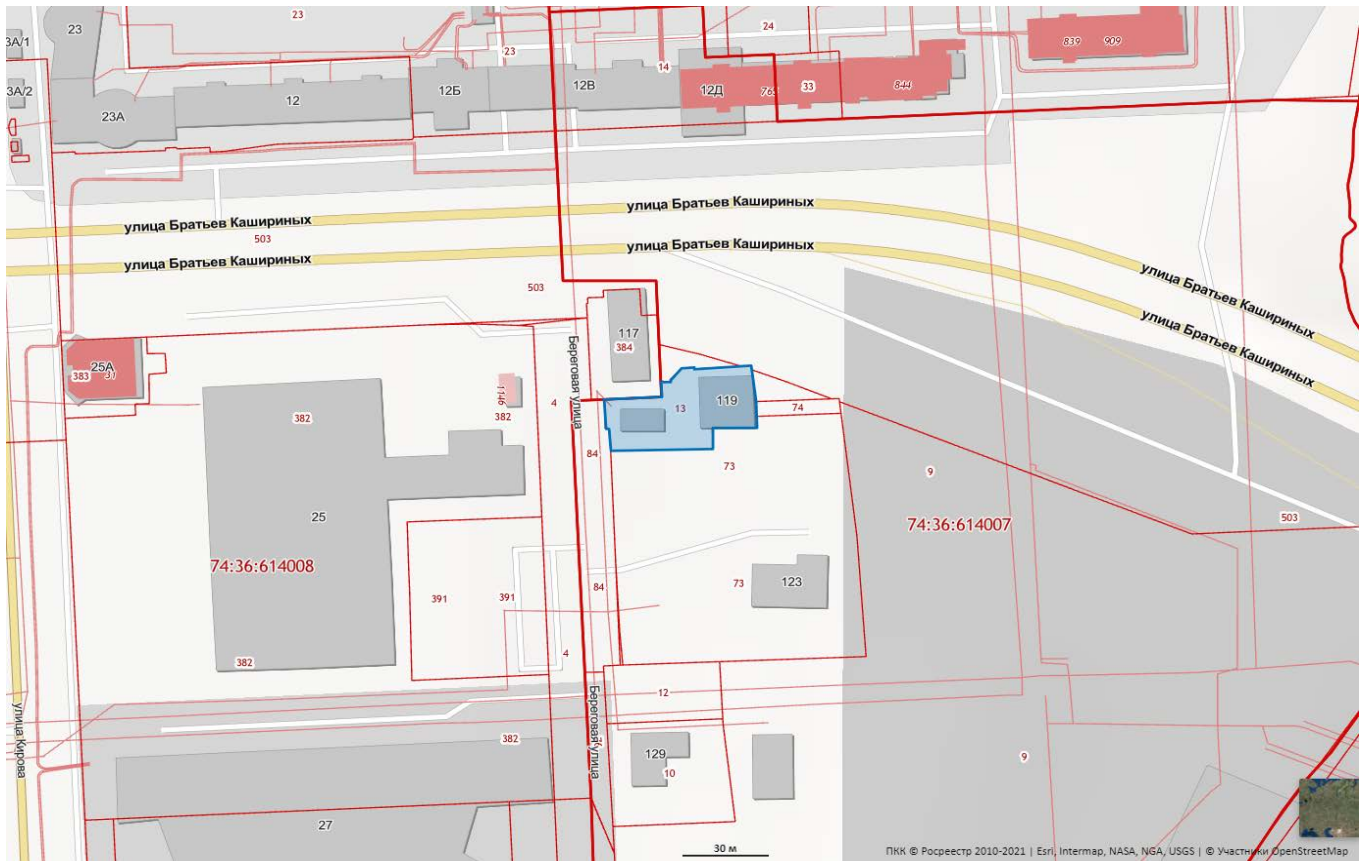 23
23
24
23
3А/1
839 909
14
3А/2
12
12Б
12В
12Д
765
33
844
23А
улица Братьев Кашириных
улица Братьев Кашириных
503
улица Братьев Кашириных
улица Братьев Кашириных
улица Братьев Кашириных
улица Братьев Кашириных
503
117
384
25А
383 31
Береговая улица
1146
382
382
4
13
119
74
84
73
9
25
74:36:614007
503
74:36:614008
73
123
84
391
391
382
4
12
улица Кирова
Береговая улица
382
129
10
9
27
30 м
ПКК © Росреестр 2010-2021 | Esri, Intermap, NASA, NGA, USGS | © Участники OpenStreetMap